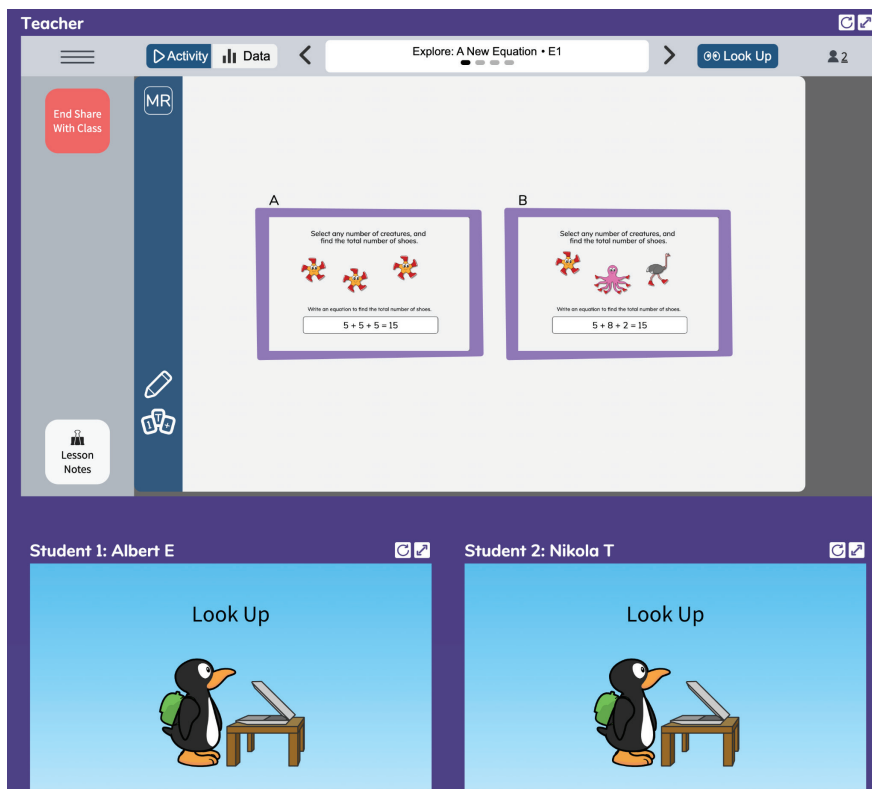 Teacher
Activity
Data
Explore: A New Equation • E1
Look Up
2
End Share
With Class
MR
A
Select any number of creatures, and
find the total number of shoes.
Write an equation to find the total number of shoes.
5 + 5 + 5 = 15
B
Select any number of creatures, and
find the total number of shoes.
Write an equation to find the total number of shoes.
5 + 8 + 2 = 15
1 T +
Lesson
Notes
Student 1: Albert E
Look Up
Student 2: Nikola T
Look Up